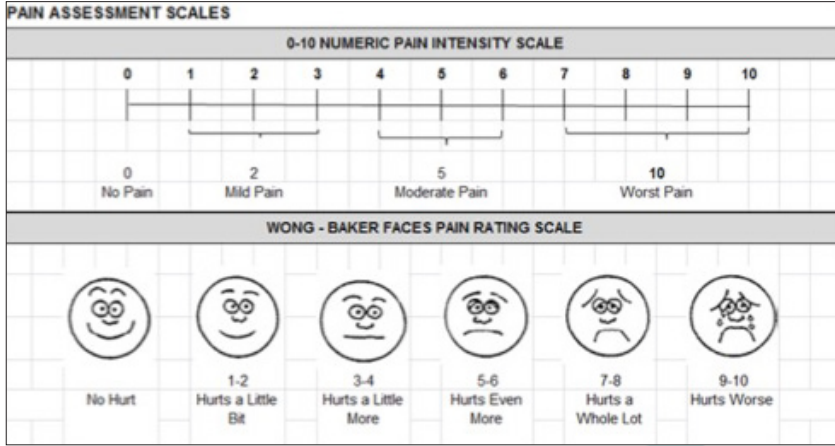 PAIN ASSESSMENT SCALES
0-10 NUMERIC PAIN INTENSITY SCALE
0 1 2 3 4 5 6 7 8 9 10
0 2 5 10
No Pain Mild Pain Moderate Pain Worst Pain
WONG - BAKER FACES PAIN RATING SCALE
1-2 3-4 5-6 7-8 9-10
No Hurt Hurts a Little Hurts a Little Hurts Even Hurts a Hurts Worse
Bit More More Whole Lot